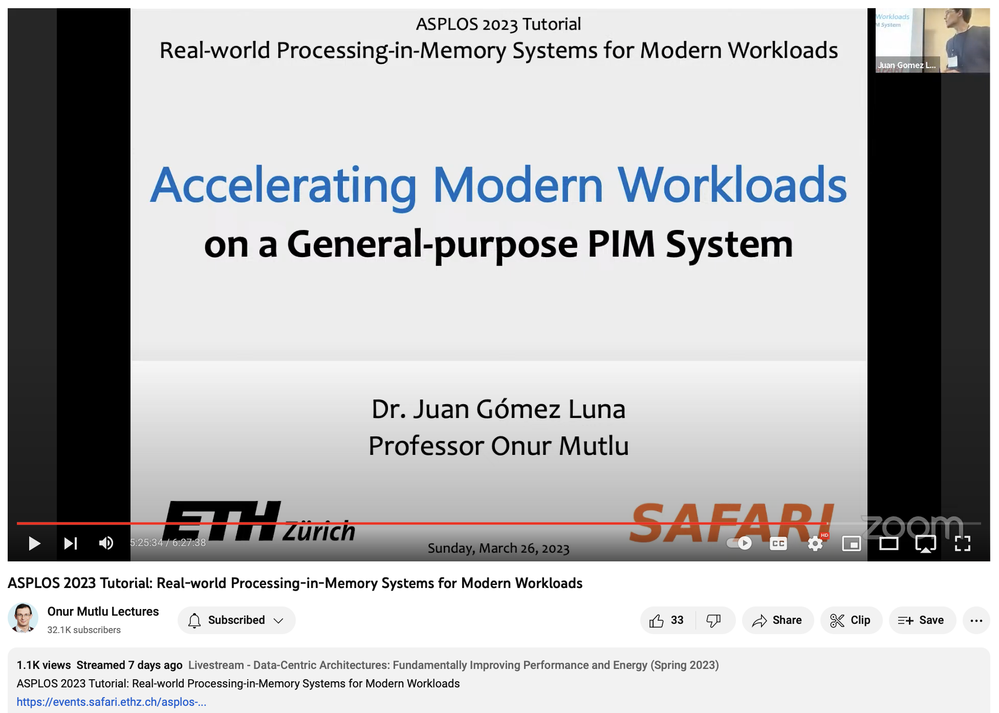 ASPLOS 2023 Tutorial
Real-world Processing-in-Memory Systems for Modern Workloads
Workloads
M System
Juan Gomez L...
Accelerating Modern Workloads
on a General-purpose PIM System
Dr. Juan Gómez Luna
Professor Onur Mutlu
ETH Zürich
SAFARI
zoom
5:25:34 / 6:27:38
Sunday, March 26, 2023
CC
HD
ASPLOS 2023 Tutorial: Real-world Processing-in-Memory Systems for Modern Workloads
Onur Mutlu Lectures
32.1K subscribers
Subscribed
33
Share
Clip
Save
1.1K views Streamed 7 days ago Livestream - Data-Centric Architectures: Fundamentally Improving Performance and Energy (Spring 2023)
ASPLOS 2023 Tutorial: Real-world Processing-in-Memory Systems for Modern Workloads
https://events.safari.ethz.ch/asplos-...